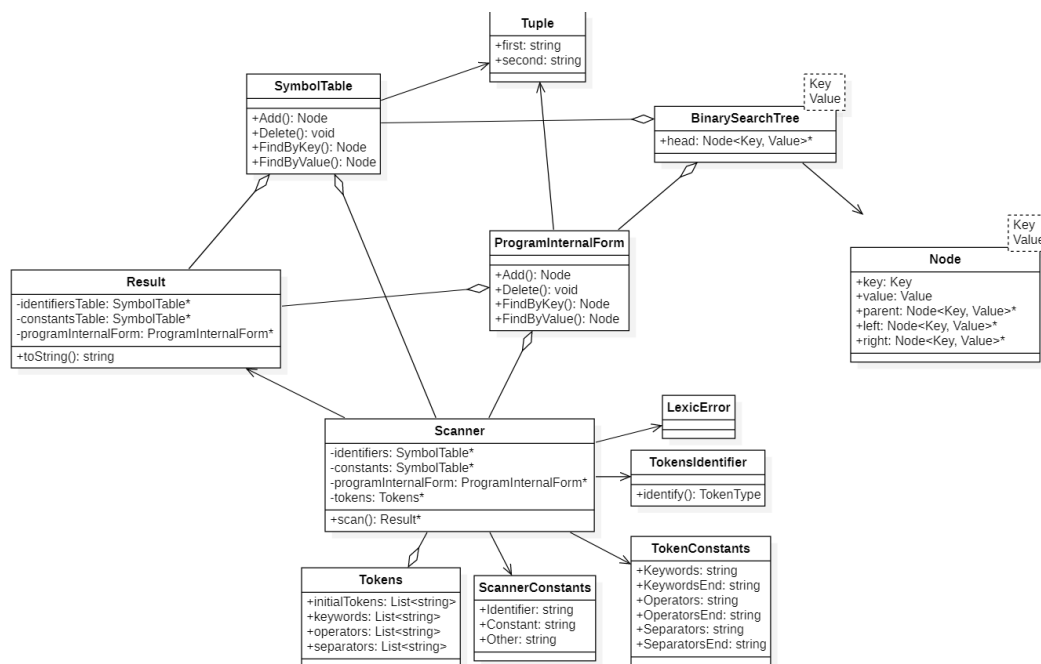 Tuple
+first: string
+second: string
SymbolTable
+Add(): Node
+Delete(): void
+FindByKey(): Node
+FindByValue(): Node
Key
Value
BinarySearchTree
+head: Node<Key, Value>*
ProgramInternalForm
+Add(): Node
+Delete(): void
+FindByKey(): Node
+FindByValue(): Node
Key
Value
Node
+key: Key
+value: Value
+parent: Node<Key, Value>*
+left: Node<Key, Value>*
+right: Node<Key, Value>*
Result
-identifiersTable: SymbolTable*
-constantsTable: SymbolTable*
-programInternalForm: ProgramInternalForm*
+toString(): string
Scanner
-identifiers: SymbolTable*
-constants: SymbolTable*
-programInternalForm: ProgramInternalForm*
-tokens: Tokens*
+scan(): Result*
LexicError
TokensIdentifier
+identify(): TokenType
Tokens
+initialTokens: List<string>
+keywords: List<string>
+operators: List<string>
+separators: List<string>
ScannerConstants
+Identifier: string
+Constant: string
+Other: string
TokenConstants
+Keywords: string
+KeywordsEnd: string
+Operators: string
+OperatorsEnd: string
+Separators: string
+SeparatorsEnd: string